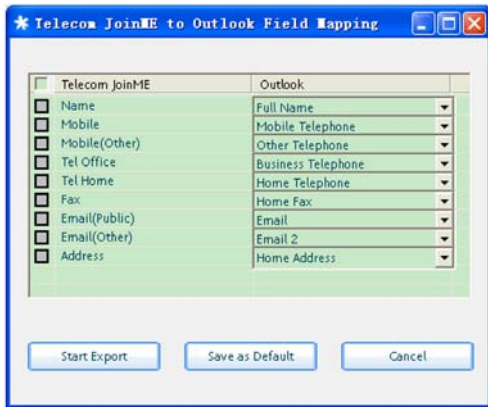 Telecom JoinME to Outlook Field Mapping
Telecom JoinME Outlook
Name Full Name
Mobile Mobile Telephone
Mobile(Other) Other Telephone
Tel Office Business Telephone
Tel Home Home Telephone
Fax Home Fax
Email(Public) Email
Email(Other) Email 2
Address Home Address
Start Export Save as Default Cancel